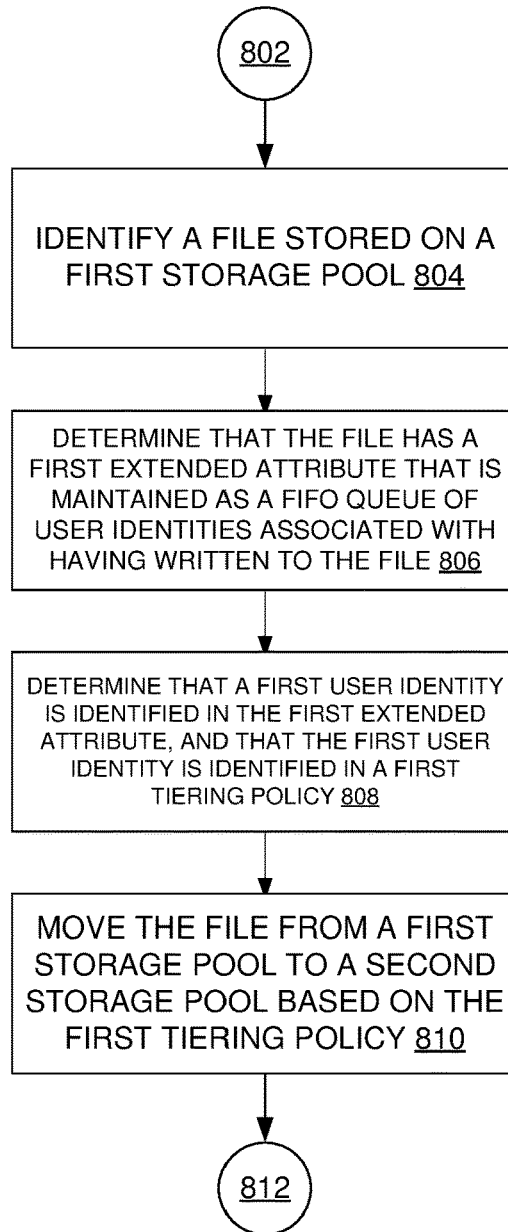 802
IDENTIFY A FILE STORED ON A
FIRST STORAGE POOL 804
DETERMINE THAT THE FILE HAS A
FIRST EXTENDED ATTRIBUTE THAT IS
MAINTAINED AS A FIFO QUEUE OF
USER IDENTITIES ASSOCIATED WITH
HAVING WRITTEN TO THE FILE 806
DETERMINE THAT A FIRST USER IDENTITY
IS IDENTIFIED IN THE FIRST EXTENDED
ATTRIBUTE, AND THAT THE FIRST USER
IDENTITY IS IDENTIFIED IN A FIRST
TIERING POLICY 808
MOVE THE FILE FROM A FIRST
STORAGE POOL TO A SECOND
STORAGE POOL BASED ON THE
FIRST TIERING POLICY 810
812